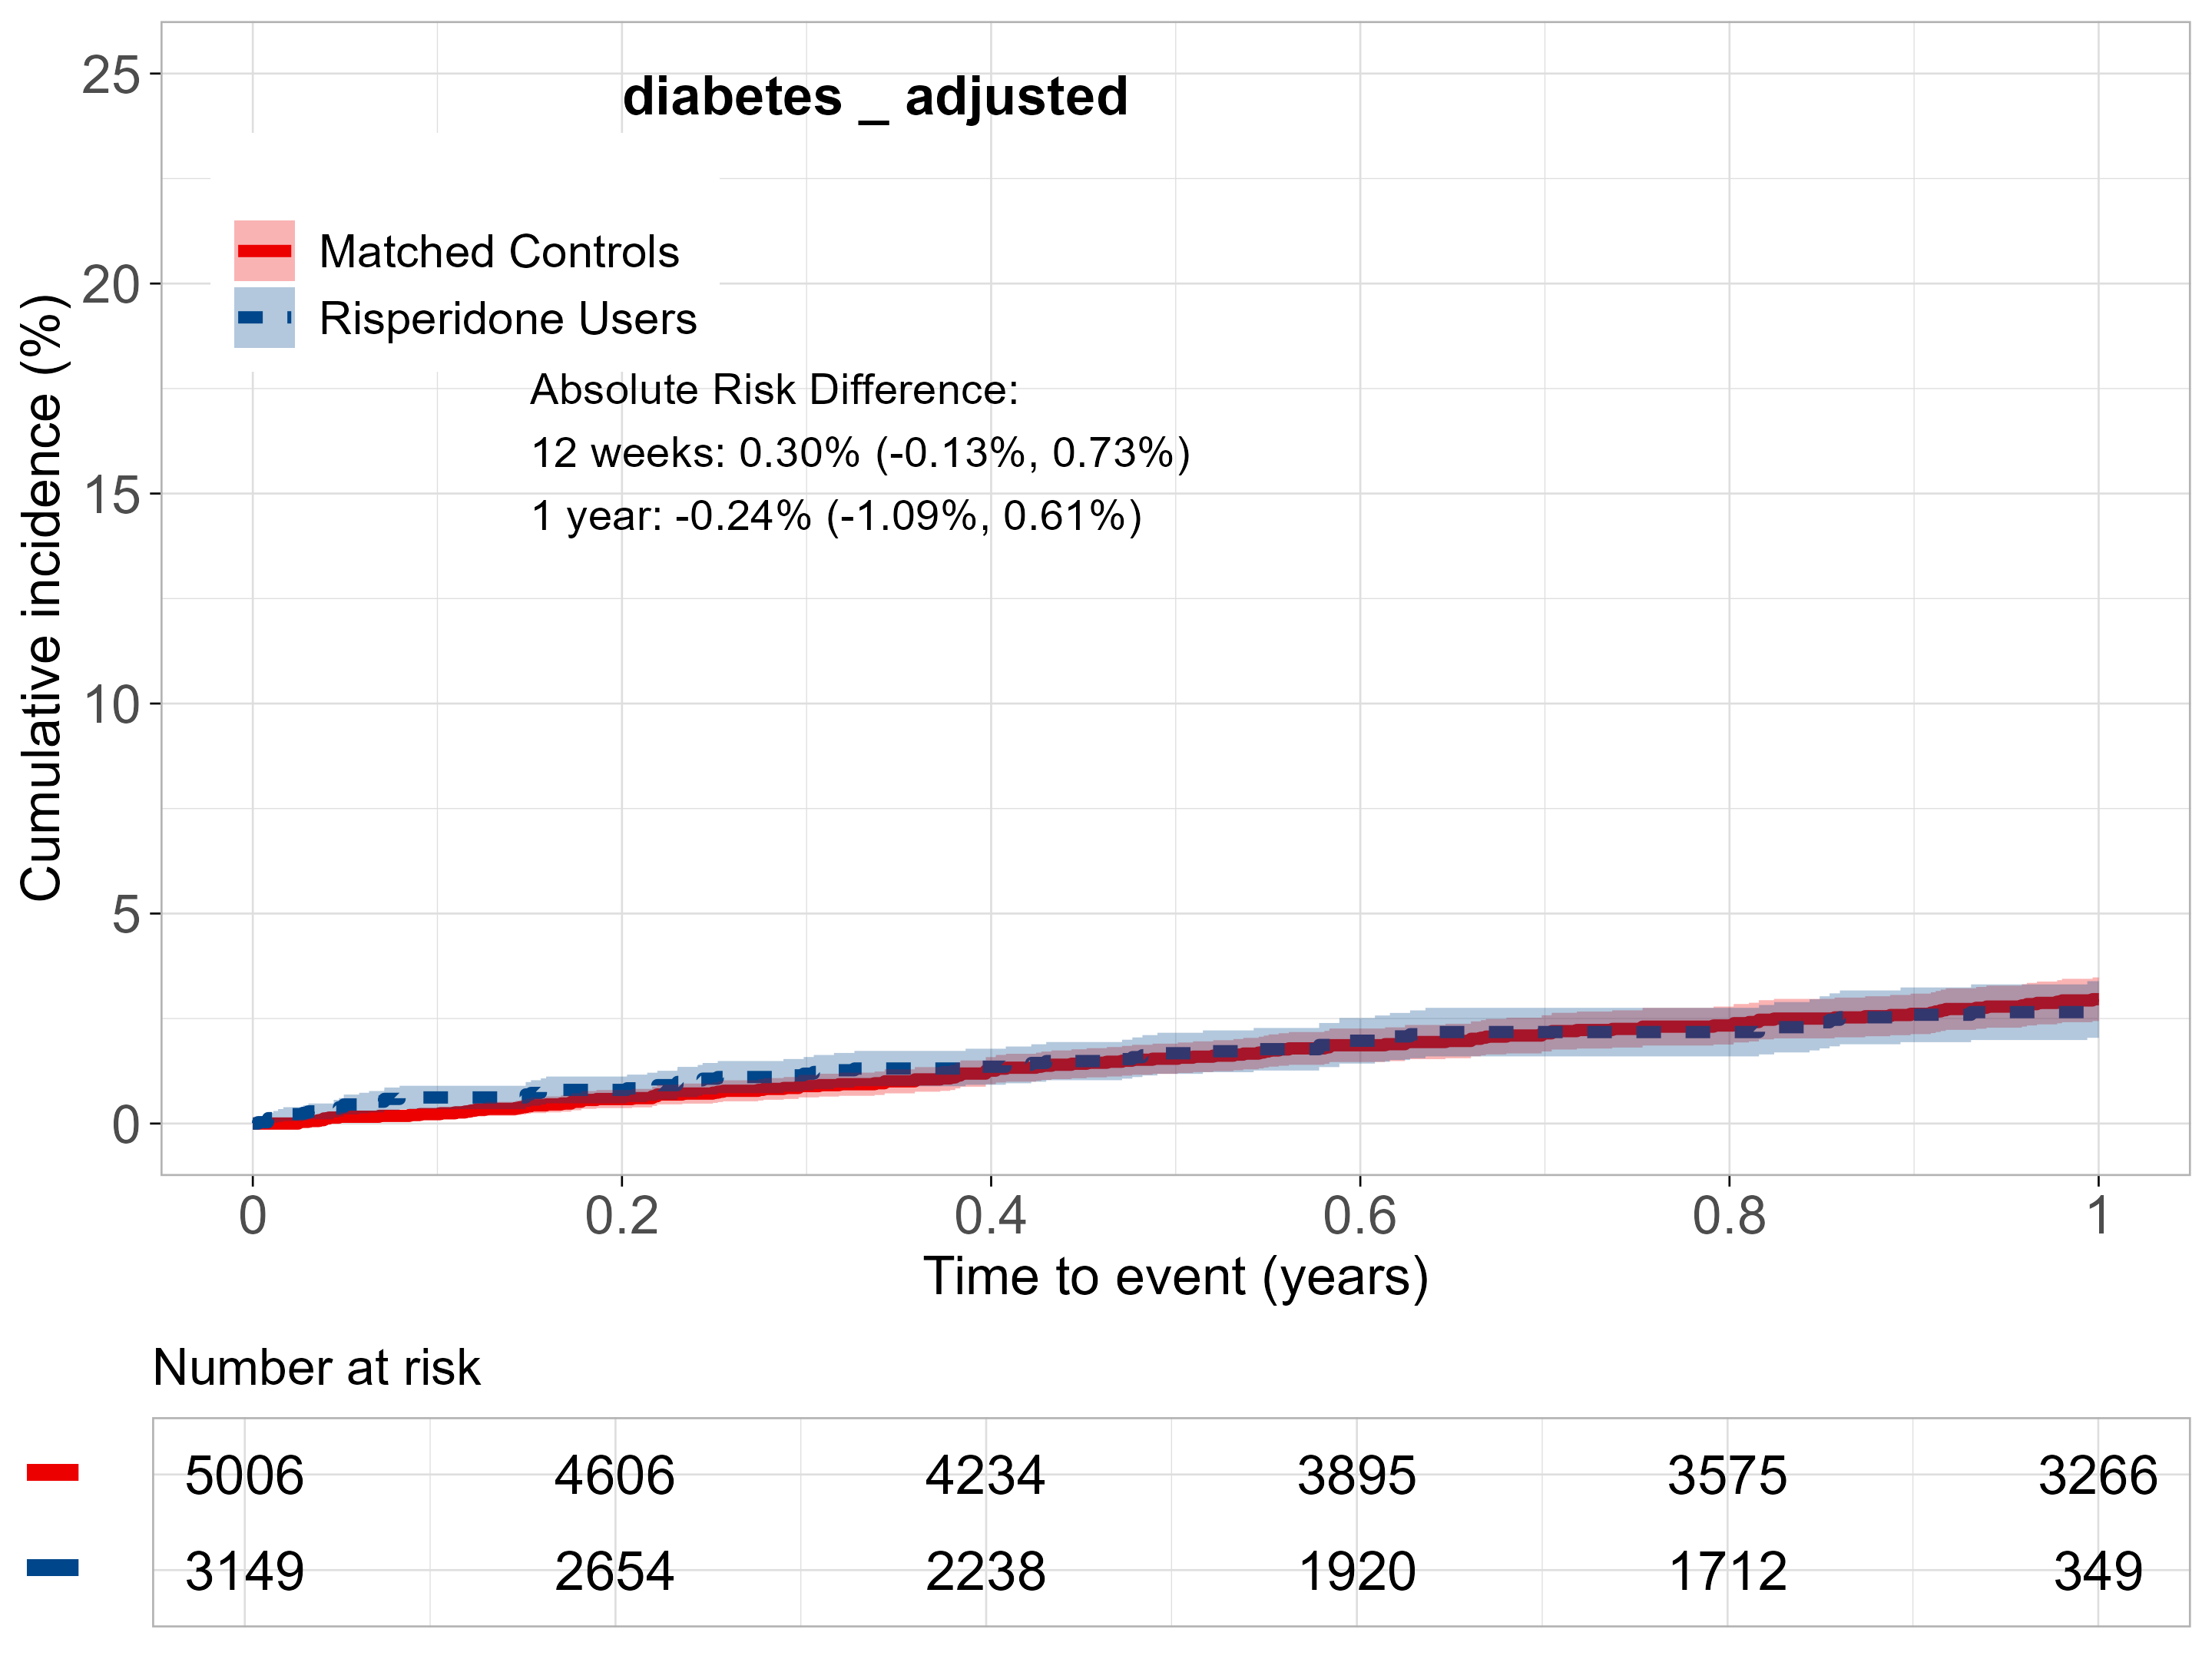 diabetes _ adjusted
Matched Controls
Risperidone Users
Absolute Risk Difference:
12 weeks: 0.30% (-0.13%, 0.73%)
1 year: -0.24% (-1.09%, 0.61%)
Cumulative incidence (%)
25
20
15
10
5
0
0 0.2 0.4 0.6 0.8 1
Time to event (years)
Number at risk
5006 4606 4234 3895 3575 3266
3149 2654 2238 1920 1712 349